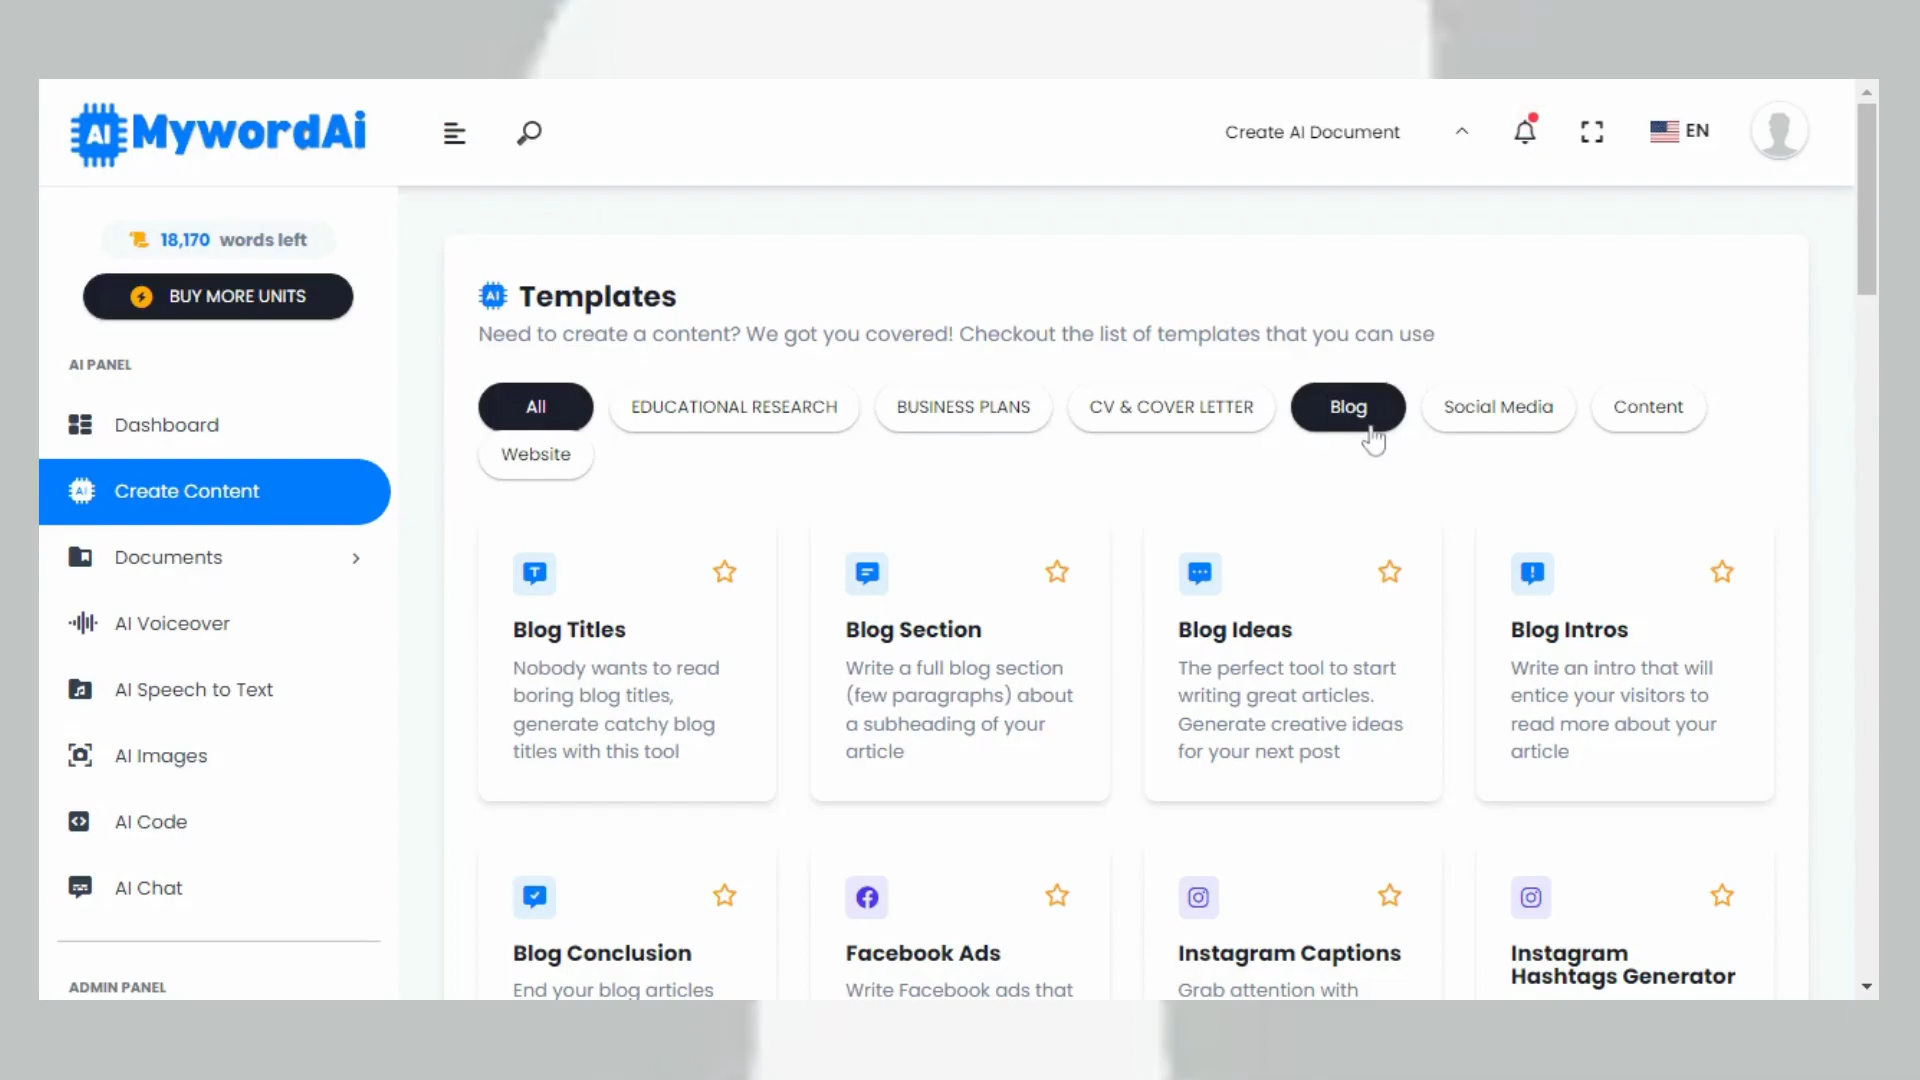 AI MywordAi
Create AI Document
EN
18,170 words left
BUY MORE UNITS
AI PANEL
Dashboard
AI Create Content
Documents
AI Voiceover
AI Speech to Text
AI Images
AI Code
AI Chat
ADMIN PANEL
AI Templates
Need to create a content? We got you covered! Checkout the list of templates that you can use
All
EDUCATIONAL RESEARCH
BUSINESS PLANS
CV & COVER LETTER
Blog
Social Media
Content
Website
T
Blog Titles
Nobody wants to read
boring blog titles,
generate catchy blog
titles with this tool
Blog Section
Write a full blog section
(few paragraphs) about
a subheading of your
article
Blog Ideas
The perfect tool to start
writing great articles.
Generate creative ideas
for your next post
Blog Intros
Write an intro that will
entice your visitors to
read more about your
article
Blog Conclusion
End your blog articles
Facebook Ads
Write Facebook ads that
Instagram Captions
Grab attention with
Instagram
Hashtags Generator